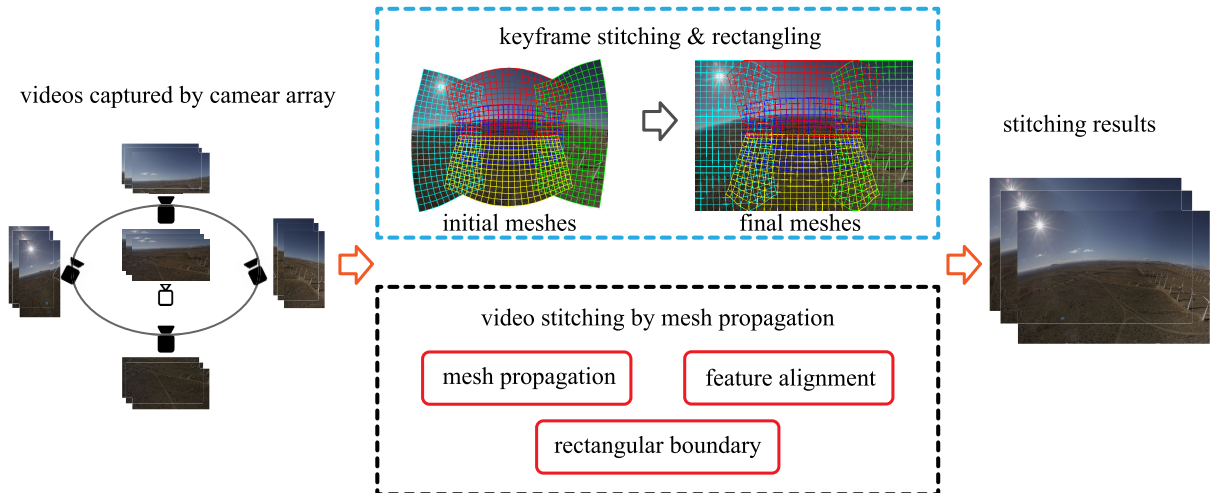 videos captured by camear array
keyframe stitching & rectangling
initial meshes
final meshes
video stitching by mesh propagation
mesh propagation
feature alignment
rectangular boundary
stitching results